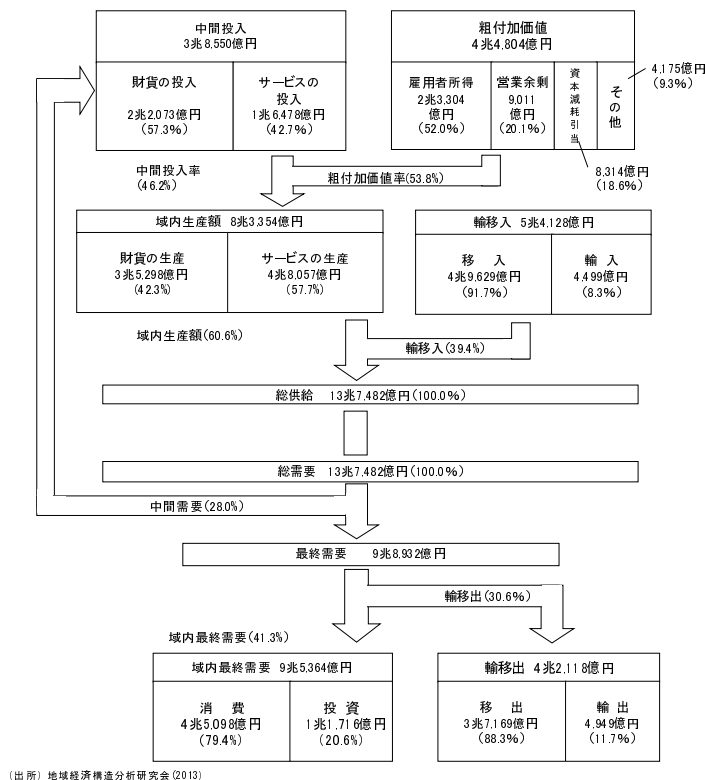 中間投入
3兆8,550億円
財貨の投入
2兆2,073億円
(57.3%)
サービスの
投入
1兆6,478億円
(42.7%)
粗付加価値
4兆4,804億円
雇用者所得
2兆3,304
億円
(52.0%)
営業余剰
9,011
億円
(20.1%)
資本減耗引当
その他
4,175億円
(9.3%)
8,314億円
(18.6%)
中間投入率
(46.2%)
粗付加価値率(53.8%)
域内生産額 8兆3,354億円
財貨の生産
3兆5,298億円
(42.3%)
サービスの生産
4兆8,057億円
(57.7%)
輸移入 5兆4,128億円
移 入
4兆9,629億円
(91.7%)
輸 入
4,499億円
(8.3%)
域内生産額(60.6%)
輸移入(39.4%)
総供給 13兆7,482億円(100.0%)
総需要 13兆7,482億円(100.0%)
中間需要(28.0%)
最終需要 9兆8,932億円
輸移出(30.6%)
域内最終需要(41.3%)
域内最終需要 9兆5,364億円
消 費
4兆5,098億円
(79.4%)
投 資
1兆1,716億円
(20.6%)
輸移出 4兆2,118億円
移 出
3兆7,169億円
(88.3%)
輸 出
4,949億円
(11.7%)
(出所) 地域経済構造分析研究会(2013)